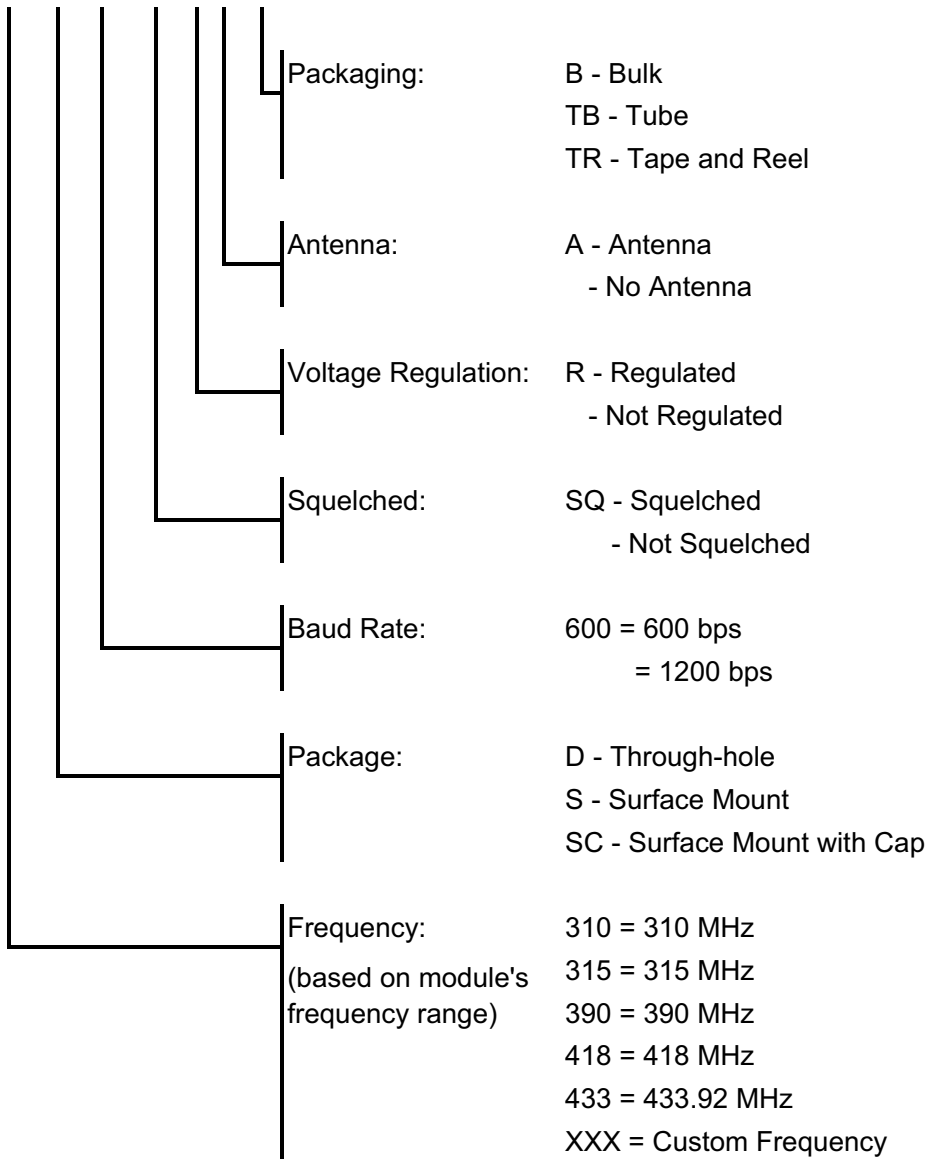 Packaging: B - Bulk
TB - Tube
TR - Tape and Reel
Antenna: A - Antenna
- No Antenna
Voltage Regulation: R - Regulated
- Not Regulated
Squelched: SQ - Squelched
- Not Squelched
Baud Rate: 600 = 600 bps
= 1200 bps
Package: D - Through-hole
S - Surface Mount
SC - Surface Mount with Cap
Frequency: 310 = 310 MHz
(based on module's 315 = 315 MHz
frequency range) 390 = 390 MHz
418 = 418 MHz
433 = 433.92 MHz
XXX = Custom Frequency